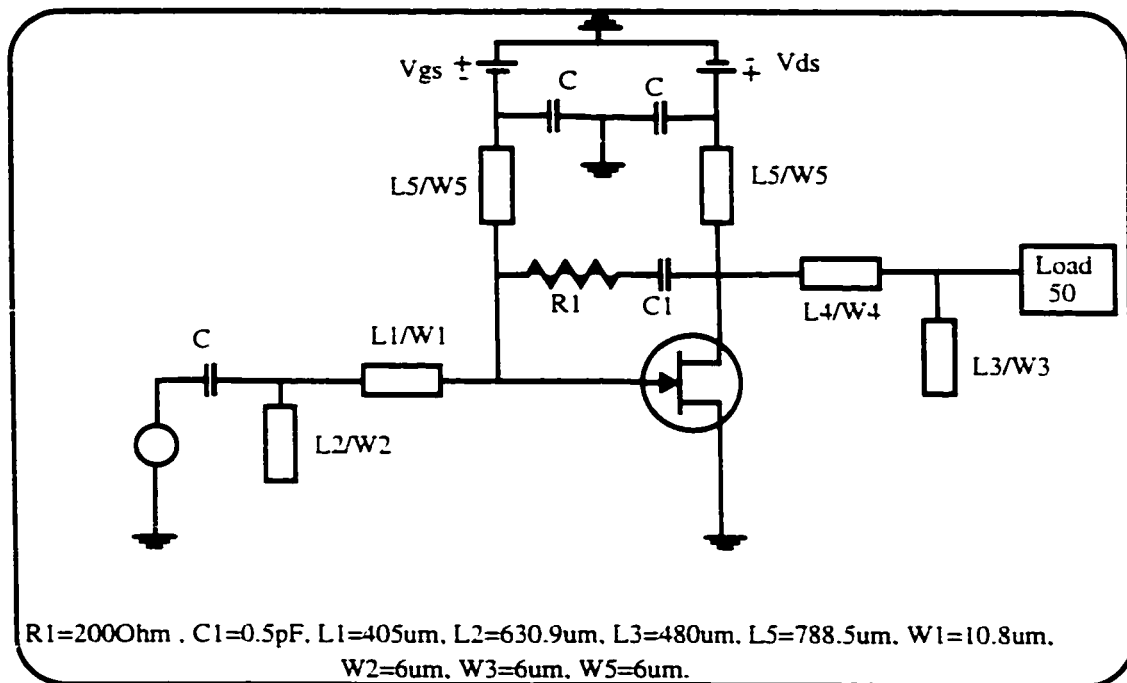 Vgs + -
- + Vds
C
C
L5/W5
L5/W5
R1
C1
L4/W4
Load
50
L3/W3
C
L1/W1
L2/W2
R1=200Ohm , C1=0.5pF, L1=405um, L2=630.9um, L3=480um, L5=788.5um, W1=10.8um,
W2=6um, W3=6um, W5=6um.